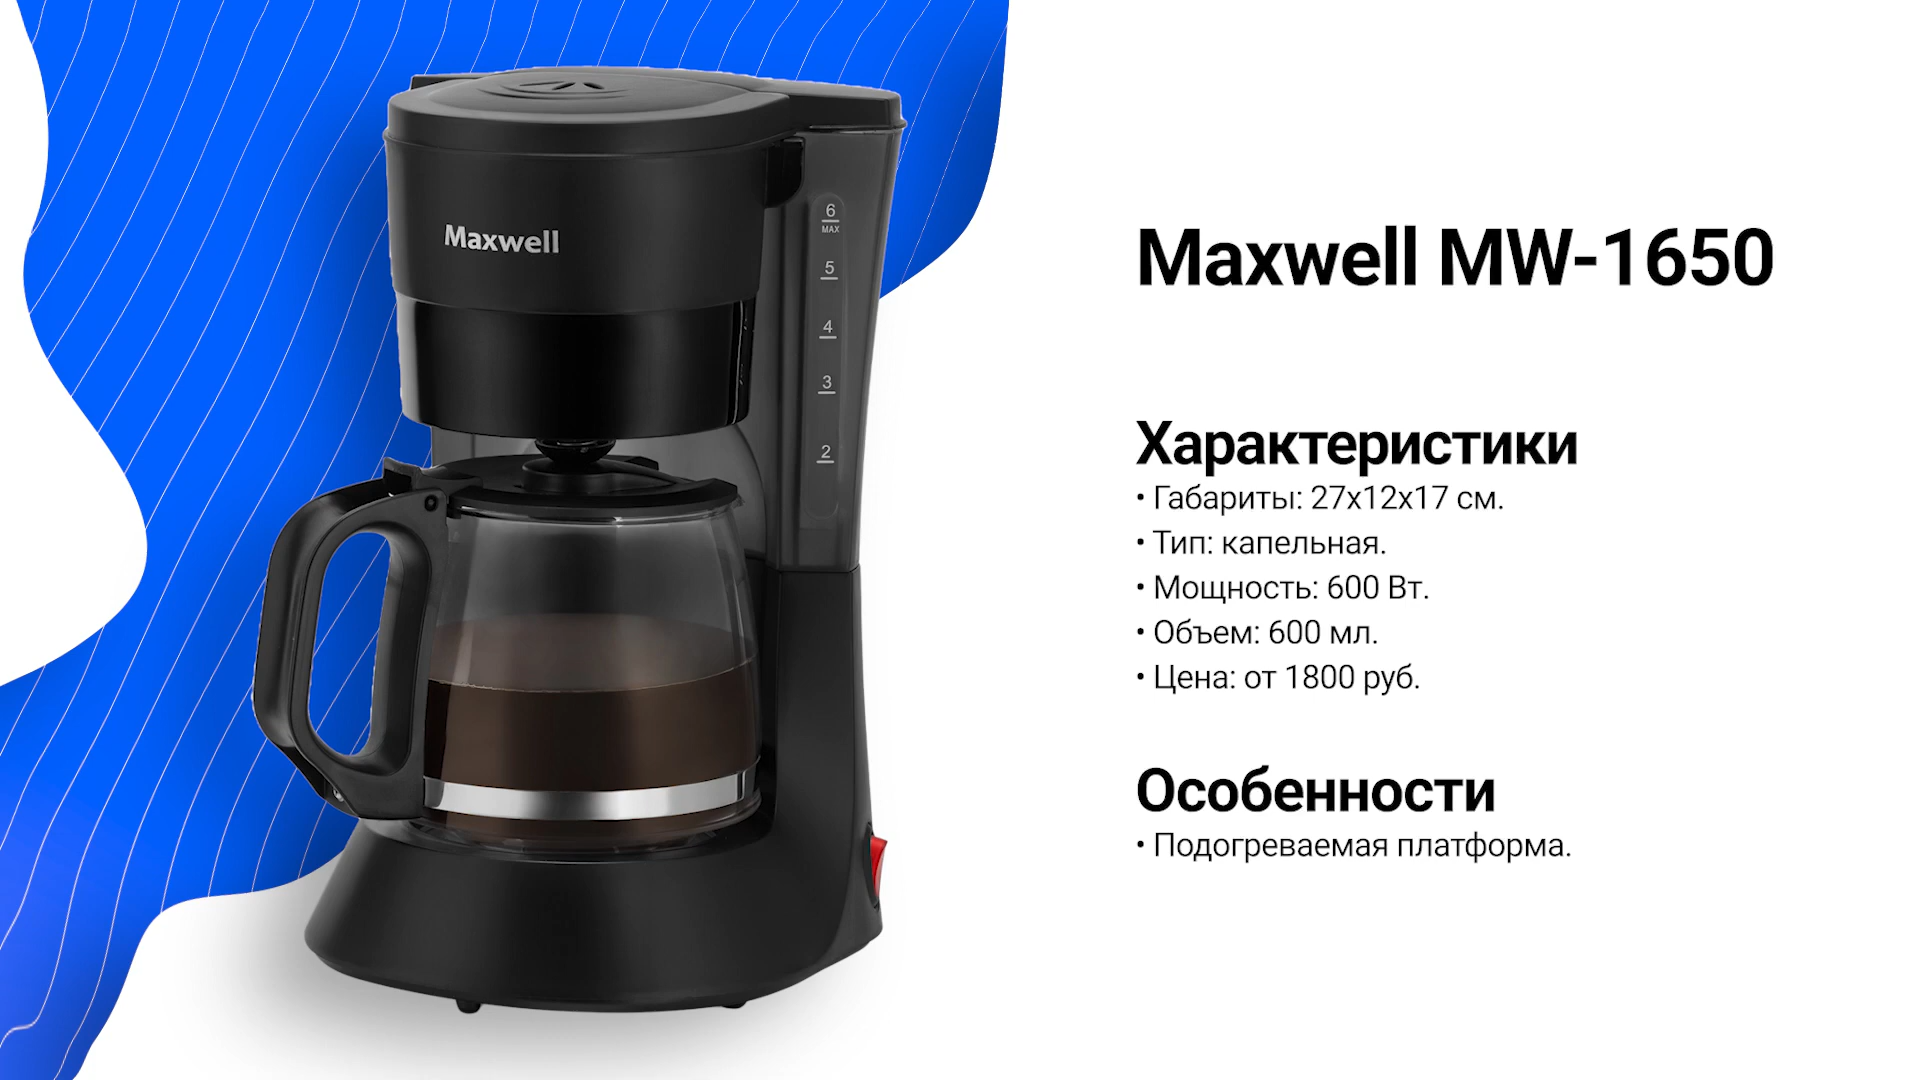 Maxwell
6
MAX
5
4
3
2
Maxwell MW-1650
Характеристики
• Габариты: 27x12x17 см.
• Тип: капельная.
• Мощность: 600 Вт.
• Объем: 600 мл.
• Цена: от 1800 руб.
Особенности
• Подогреваемая платформа.